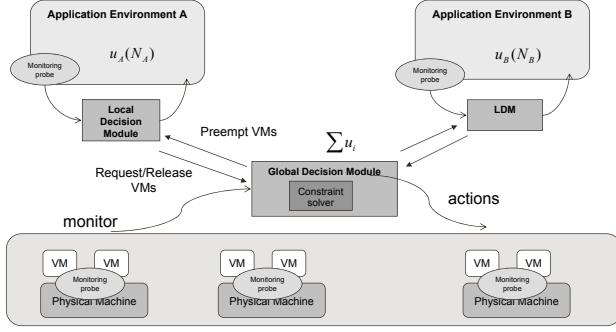 Application Environment A
u_A(N_A)
Monitoring
probe
Local
Decision
Module
Application Environment B
u_B(N_B)
Monitoring
probe
LDM
Preempt VMs
∑u_i
Request/Release
VMs
Global Decision Module
Constraint
solver
monitor
actions
VM
VM
Monitoring
probe
Physical Machine
VM
VM
Monitoring
probe
Physical Machine
VM
VM
Monitoring
probe
Physical Machine